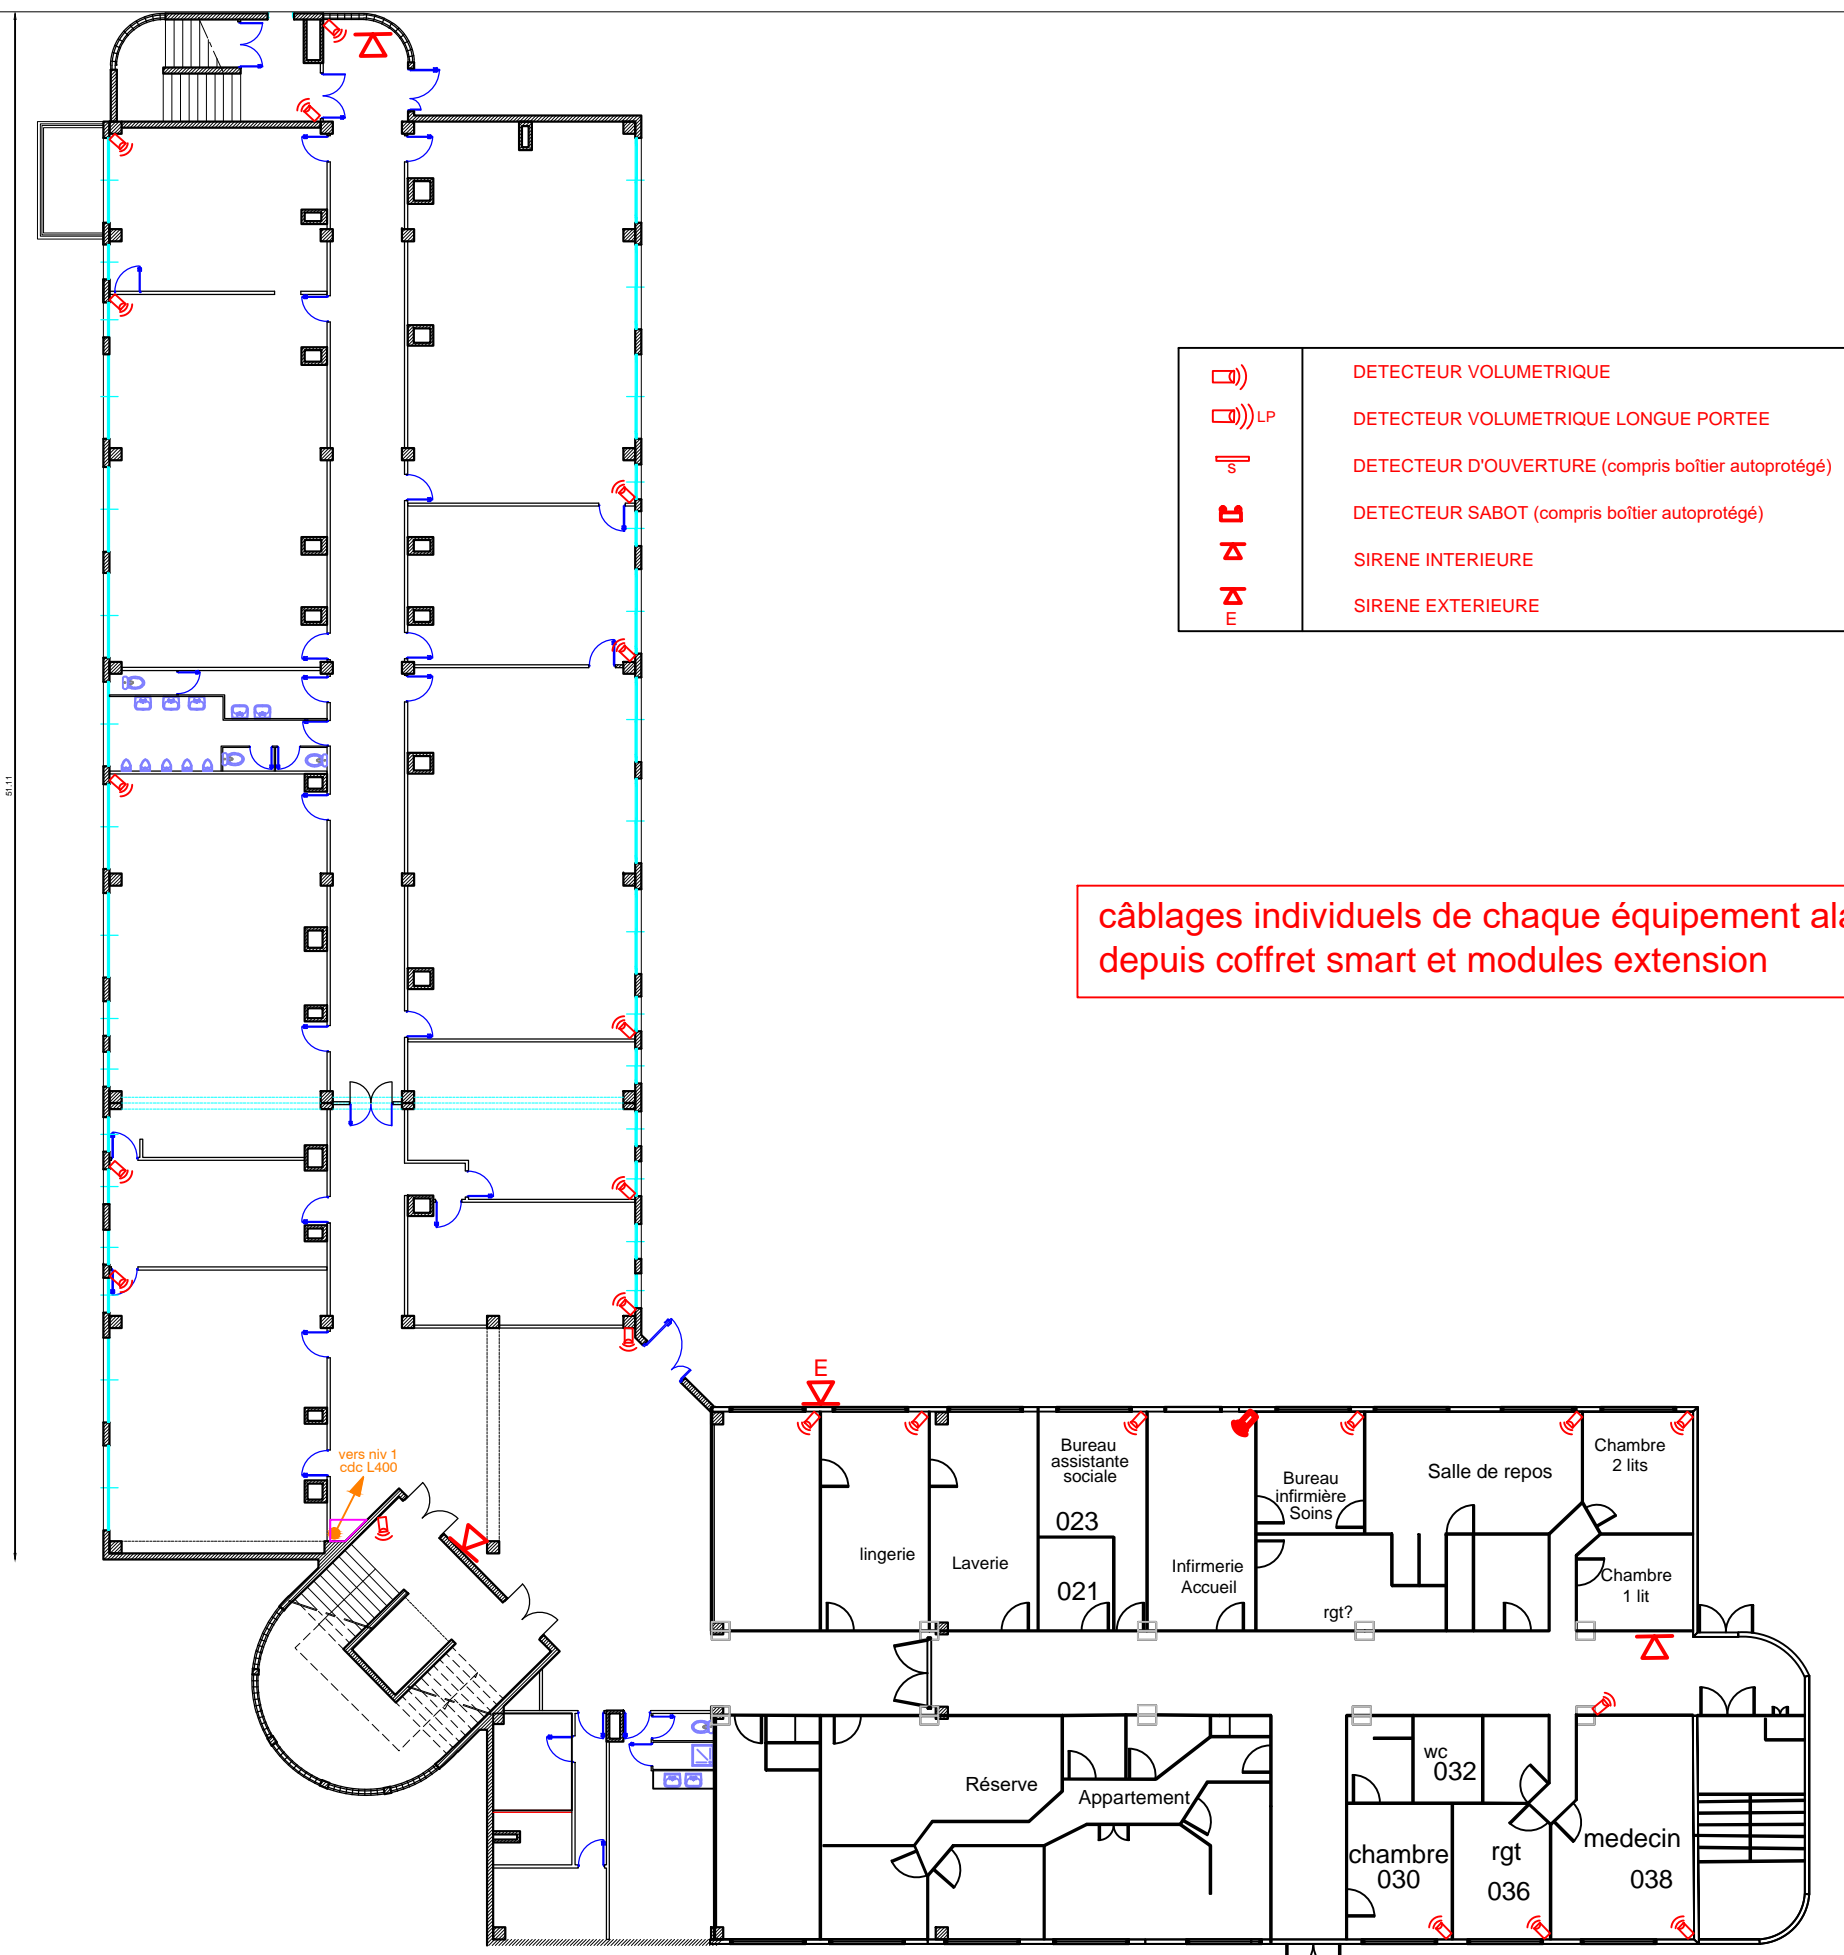 DETECTEUR VOLUMETRIQUE
LP
DETECTEUR VOLUMETRIQUE LONGUE PORTEE
S
DETECTEUR D'OUVERTURE (compris boîtier autoprotégé)
DETECTEUR SABOT (compris boîtier autoprotégé)
SIRENE INTERIEURE
SIRENE EXTERIEURE
E
51.11
câblages individuels de chaque équipement ala
depuis coffret smart et modules extension
E
vers niv 1
cdc L400
lingerie
Laverie
Bureau
assistante
sociale
023
021
Infirmerie
Accueil
Bureau
infirmière
Soins
rgt?
Salle de repos
Chambre
2 lits
Chambre
1 lit
Réserve
Appartement
wc
032
chambre
030
rgt
036
medecin
038